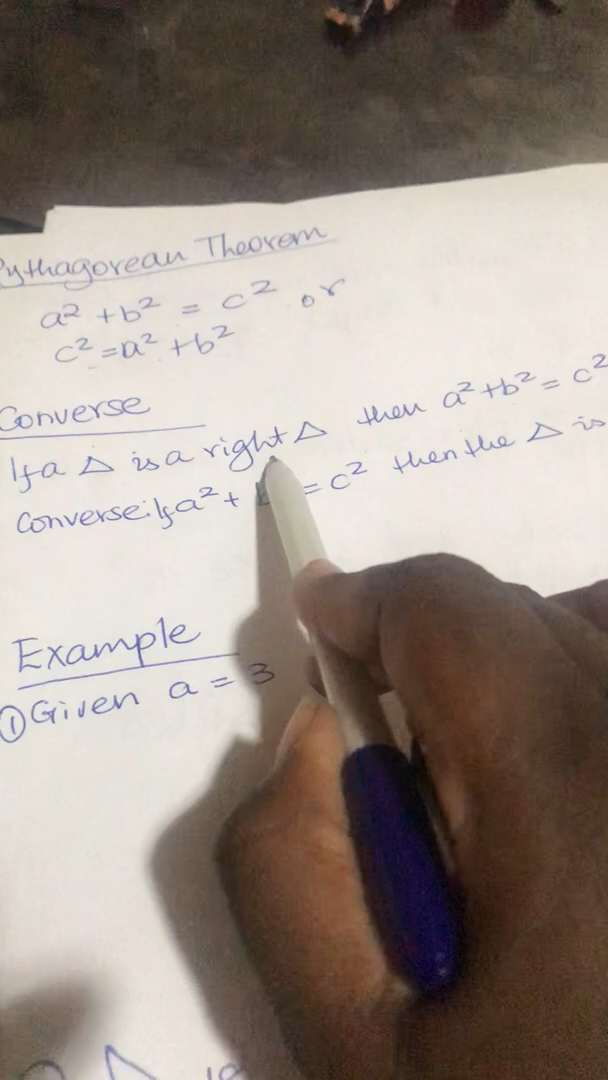 Pythagorean Theorem
a² + b² = c² or
c² = a² + b²
Converse
If a △ is a right △ then a² + b² = c²
Converse: If a² + = c² then the △ is
Example
① Given a = 3